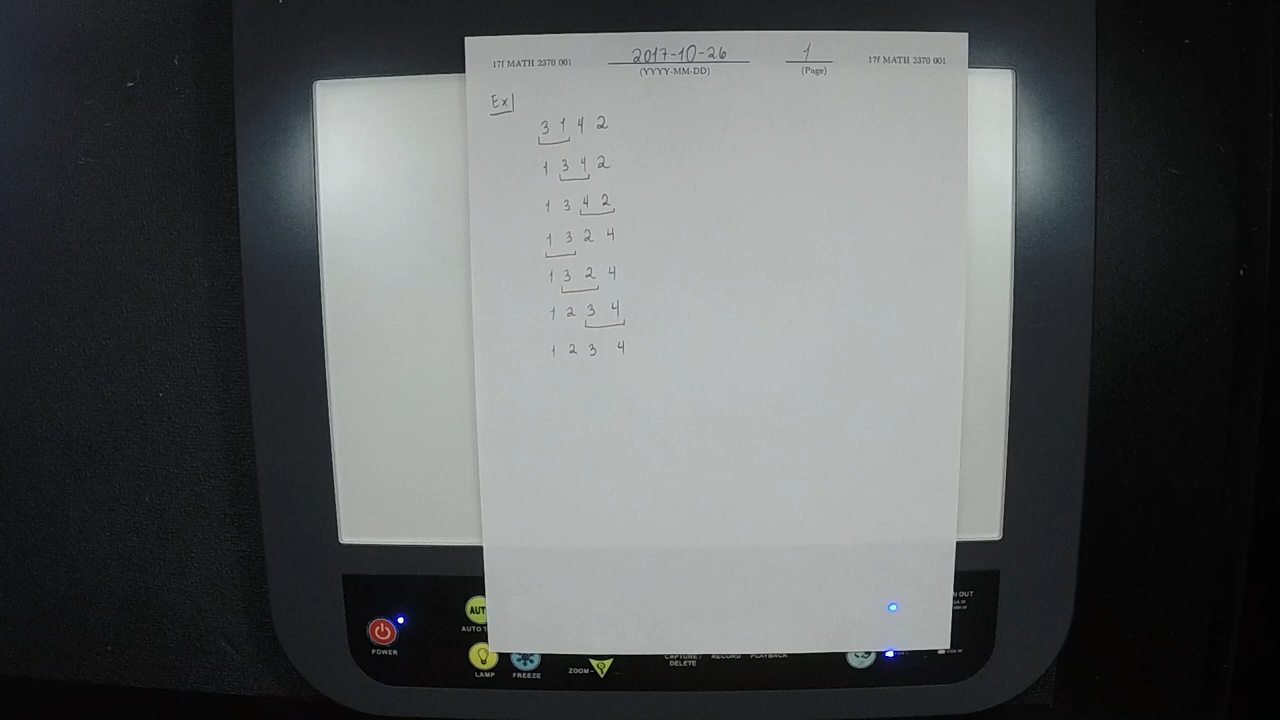 17f MATH 2370 001 2017-10-26 1 17f MATH 2370 001
(YYYY-MM-DD) (Page)
Ex
3 1 4 2
1 3 4 2
1 3 4 2
1 3 2 4
1 3 2 4
1 2 3 4
1 2 3 4
POWER
AUTO
LAMP
FREEZE
ZOOM
CAPTURE/
DELETE
RECORD
PLAYBACK